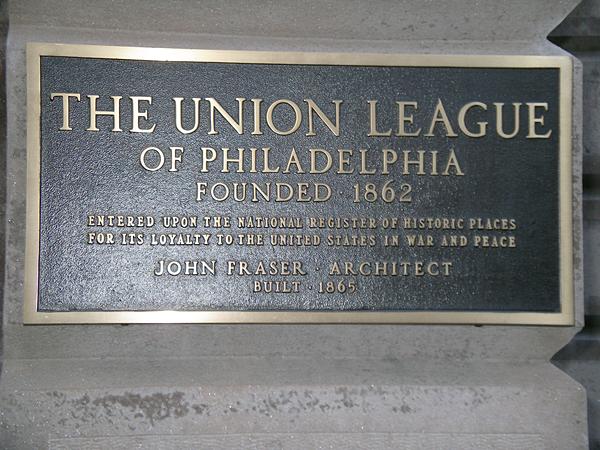 THE UNION LEAGUE
OF PHILADELPHIA
FOUNDED · 1862
ENTERED UPON THE NATIONAL REGISTER OF HISTORIC PLACES
FOR ITS LOYALTY TO THE UNITED STATES IN WAR AND PEACE
JOHN FRASER · ARCHITECT
BUILT · 1865